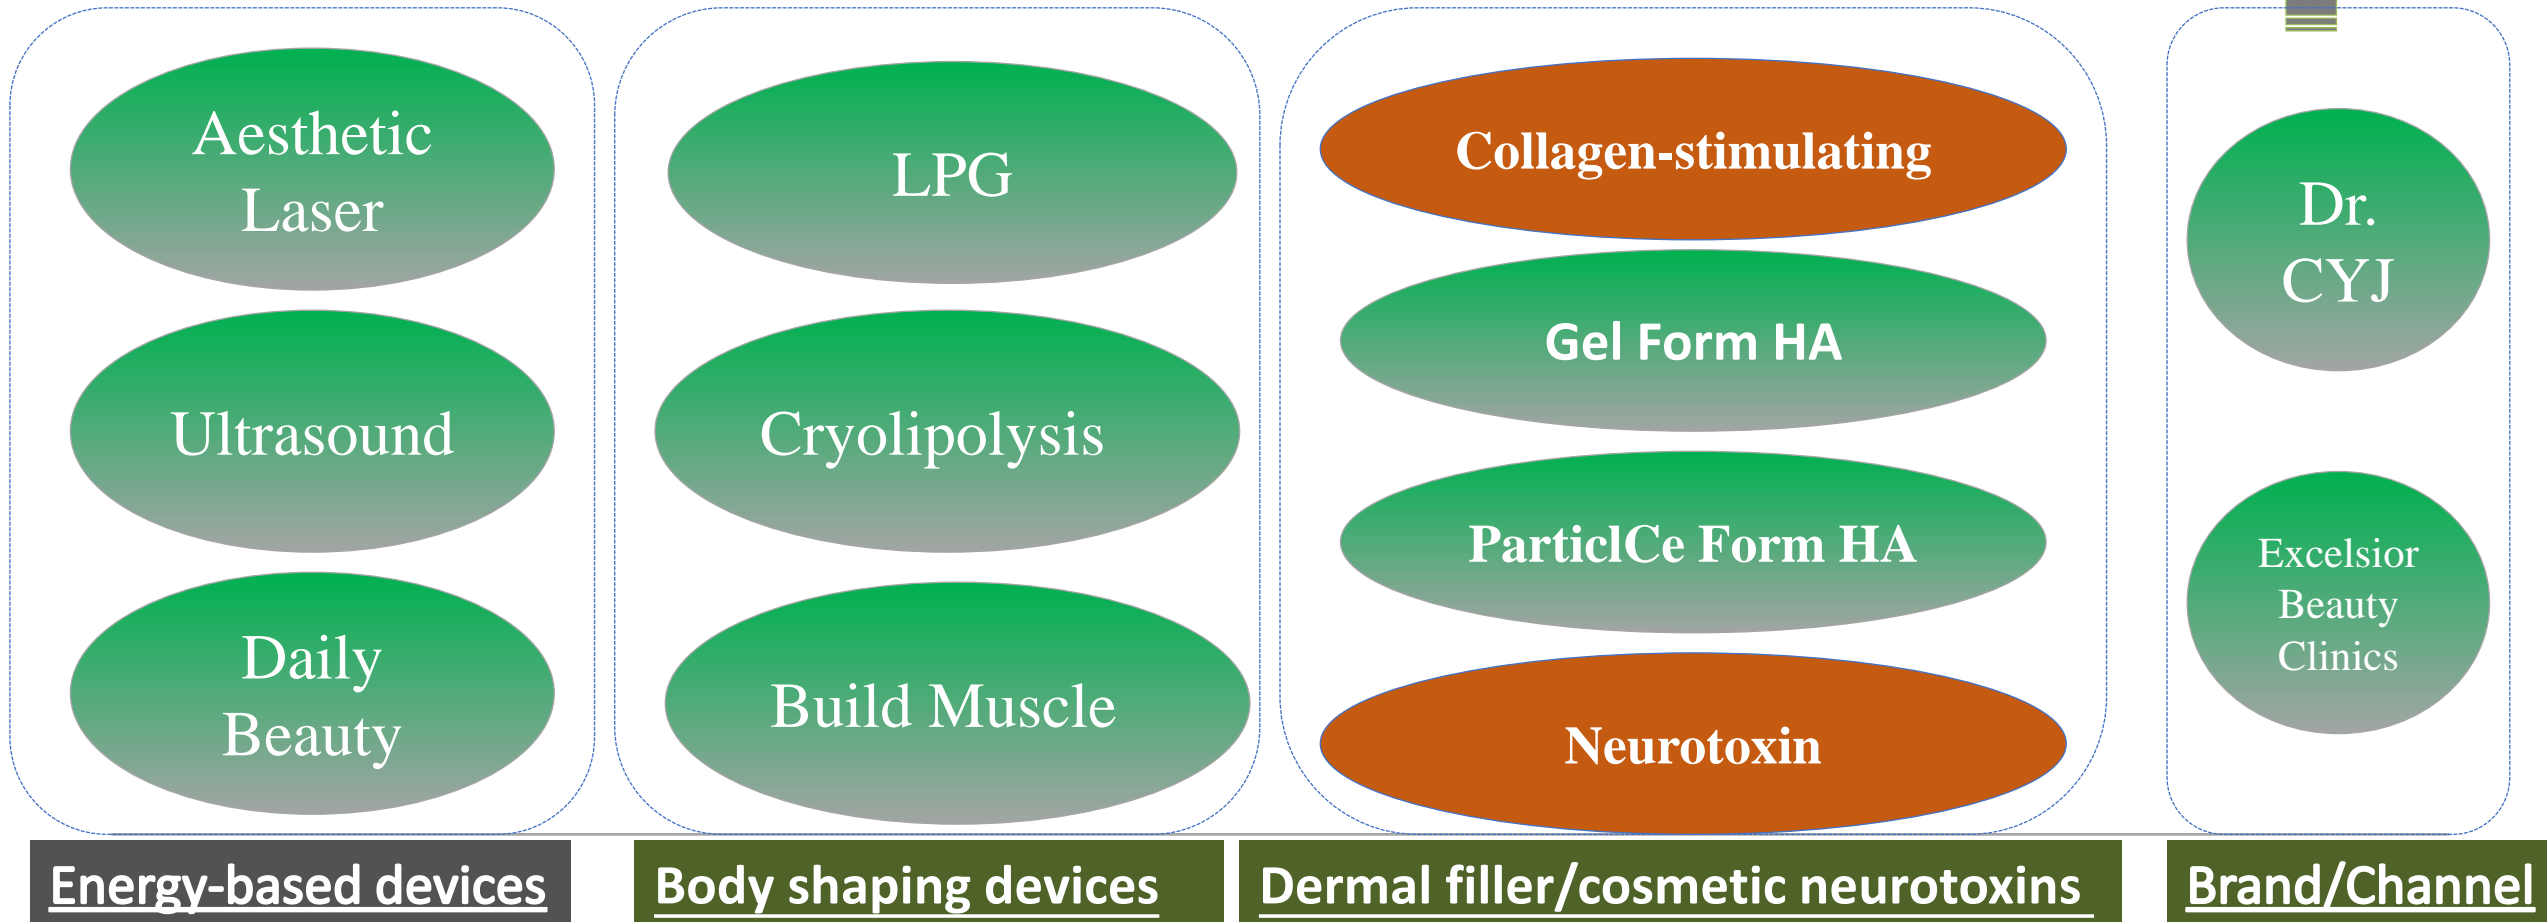 Aesthetic
Laser
Ultrasound
Daily
Beauty
Energy-based devices
LPG
Cryolipolysis
Build Muscle
Body shaping devices
Collagen-stimulating
Gel Form HA
ParticlCe Form HA
Neurotoxin
Dermal filler/cosmetic neurotoxins
Dr.
CYJ
Excelsior
Beauty
Clinics
Brand/Channel